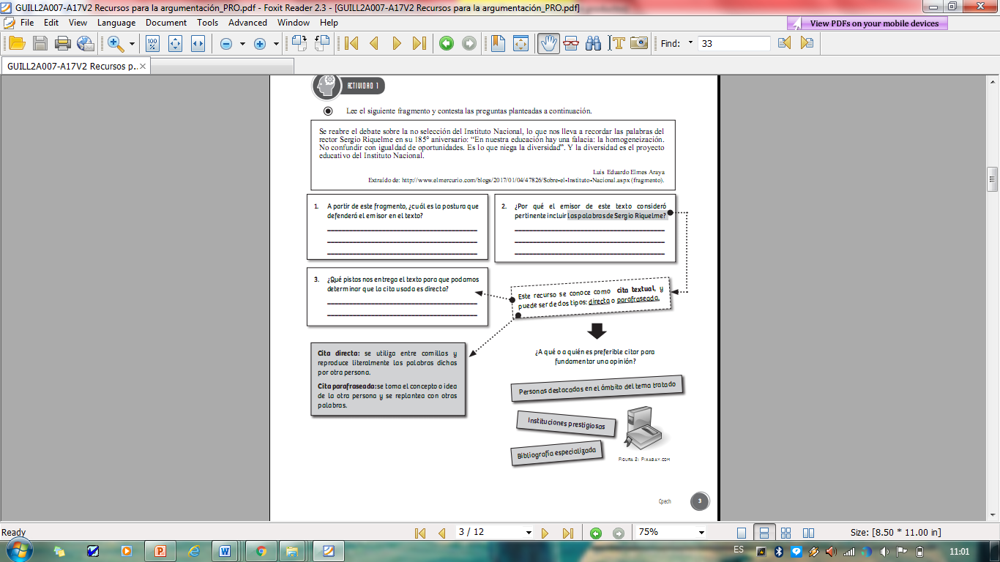 GUILL2A007-A17V2 Recursos para la argumentación_PRO.pdf - Foxit Reader 2.3 - [GUILL2A007-A17V2 Recursos para la argumentación_PRO.pdf]
File Edit View Language Document Tools Advanced Window Help
View PDFs on your mobile devices
Find: 33
GUILL2A007-A17V2 Recursos p...
ACTIVIDAD 1
Lee el siguiente fragmento y contesta las preguntas planteadas a continuación.
Se reabre el debate sobre la no selección del Instituto Nacional, lo que nos lleva a recordar las palabras del
rector Sergio Riquelme en su 185° aniversario: “En nuestra educación hay una falacia: la homogeneización.
No confundir con igualdad de oportunidades. Es lo que niega la diversidad”. Y la diversidad es el proyecto
educativo del Instituto Nacional.
Luis Eduardo Elmes Araya
Extraído de: http://www.elmercurio.com/blogs/2017/01/04/47826/Sobre-el-Instituto-Nacional.aspx (fragmento).
1. A partir de este fragmento, ¿cuál es la postura que
defenderá el emisor en el texto?
2. ¿Por qué el emisor de este texto consideró
pertinente incluir las palabras de Sergio Riquelme?
3. ¿Qué pistas nos entrega el texto para que podamos
determinar que la cita usada es directa?
Este recurso se conoce como cita textual, y
puede ser de dos tipos: directa o parafraseada.
Cita directa: se utiliza entre comillas y
reproduce literalmente las palabras dichas
por otra persona.
Cita parafraseada: se toma el concepto o idea
de la otra persona y se replantea con otras
palabras.
¿A qué o a quién es preferible citar para
fundamentar una opinión?
Personas destacadas en el ámbito del tema tratado
Instituciones prestigiosas
Bibliografía especializada
Figura 2: Pixabay.com
Cpech 3
Ready 3 / 12 75% Size: [8.50 * 11.00 in]
ES 11:01